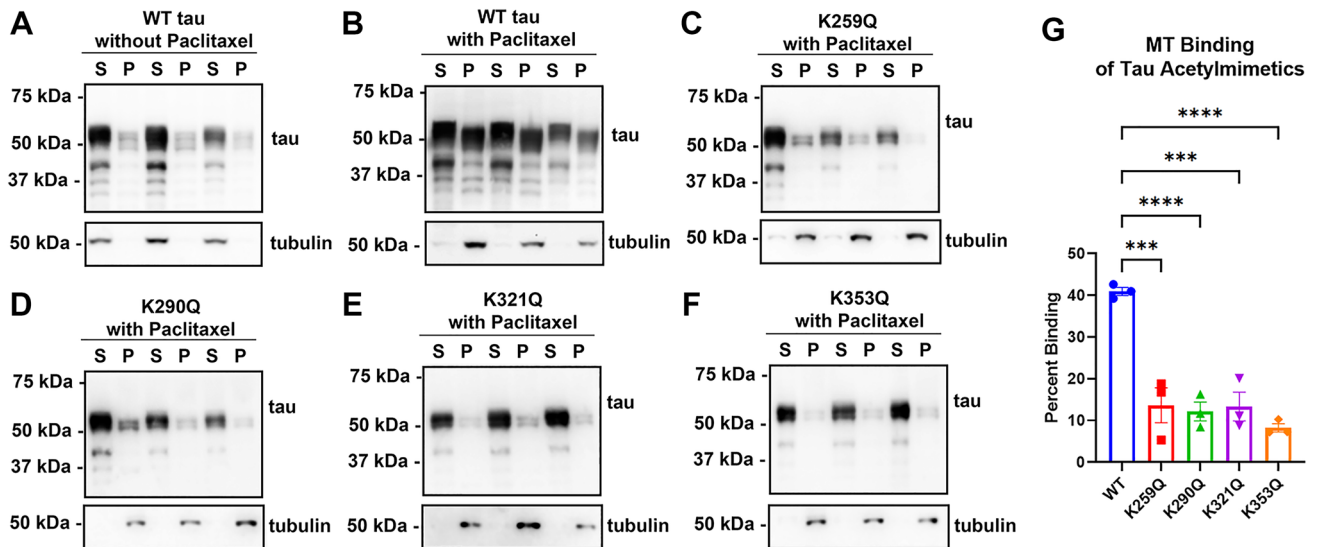 A
WT tau
without Paclitaxel
S P S P S P
75 kDa -
50 kDa -
37 kDa -
tau
50 kDa -
tubulin
B
WT tau
with Paclitaxel
S P S P S P
75 kDa -
50 kDa -
37 kDa -
tau
50 kDa -
tubulin
C
K259Q
with Paclitaxel
S P S P S P
75 kDa -
50 kDa -
37 kDa -
tau
50 kDa -
tubulin
D
K290Q
with Paclitaxel
S P S P S P
75 kDa -
50 kDa -
37 kDa -
tau
50 kDa -
tubulin
E
K321Q
with Paclitaxel
S P S P S P
75 kDa -
50 kDa -
37 kDa -
tau
50 kDa -
tubulin
F
K353Q
with Paclitaxel
S P S P S P
75 kDa -
50 kDa -
37 kDa -
tau
50 kDa -
tubulin
G
MT Binding
of Tau Acetylmimetics
****
***
****
***
Percent Binding
50
40
30
20
10
0
WT
K259Q
K290Q
K321Q
K353Q